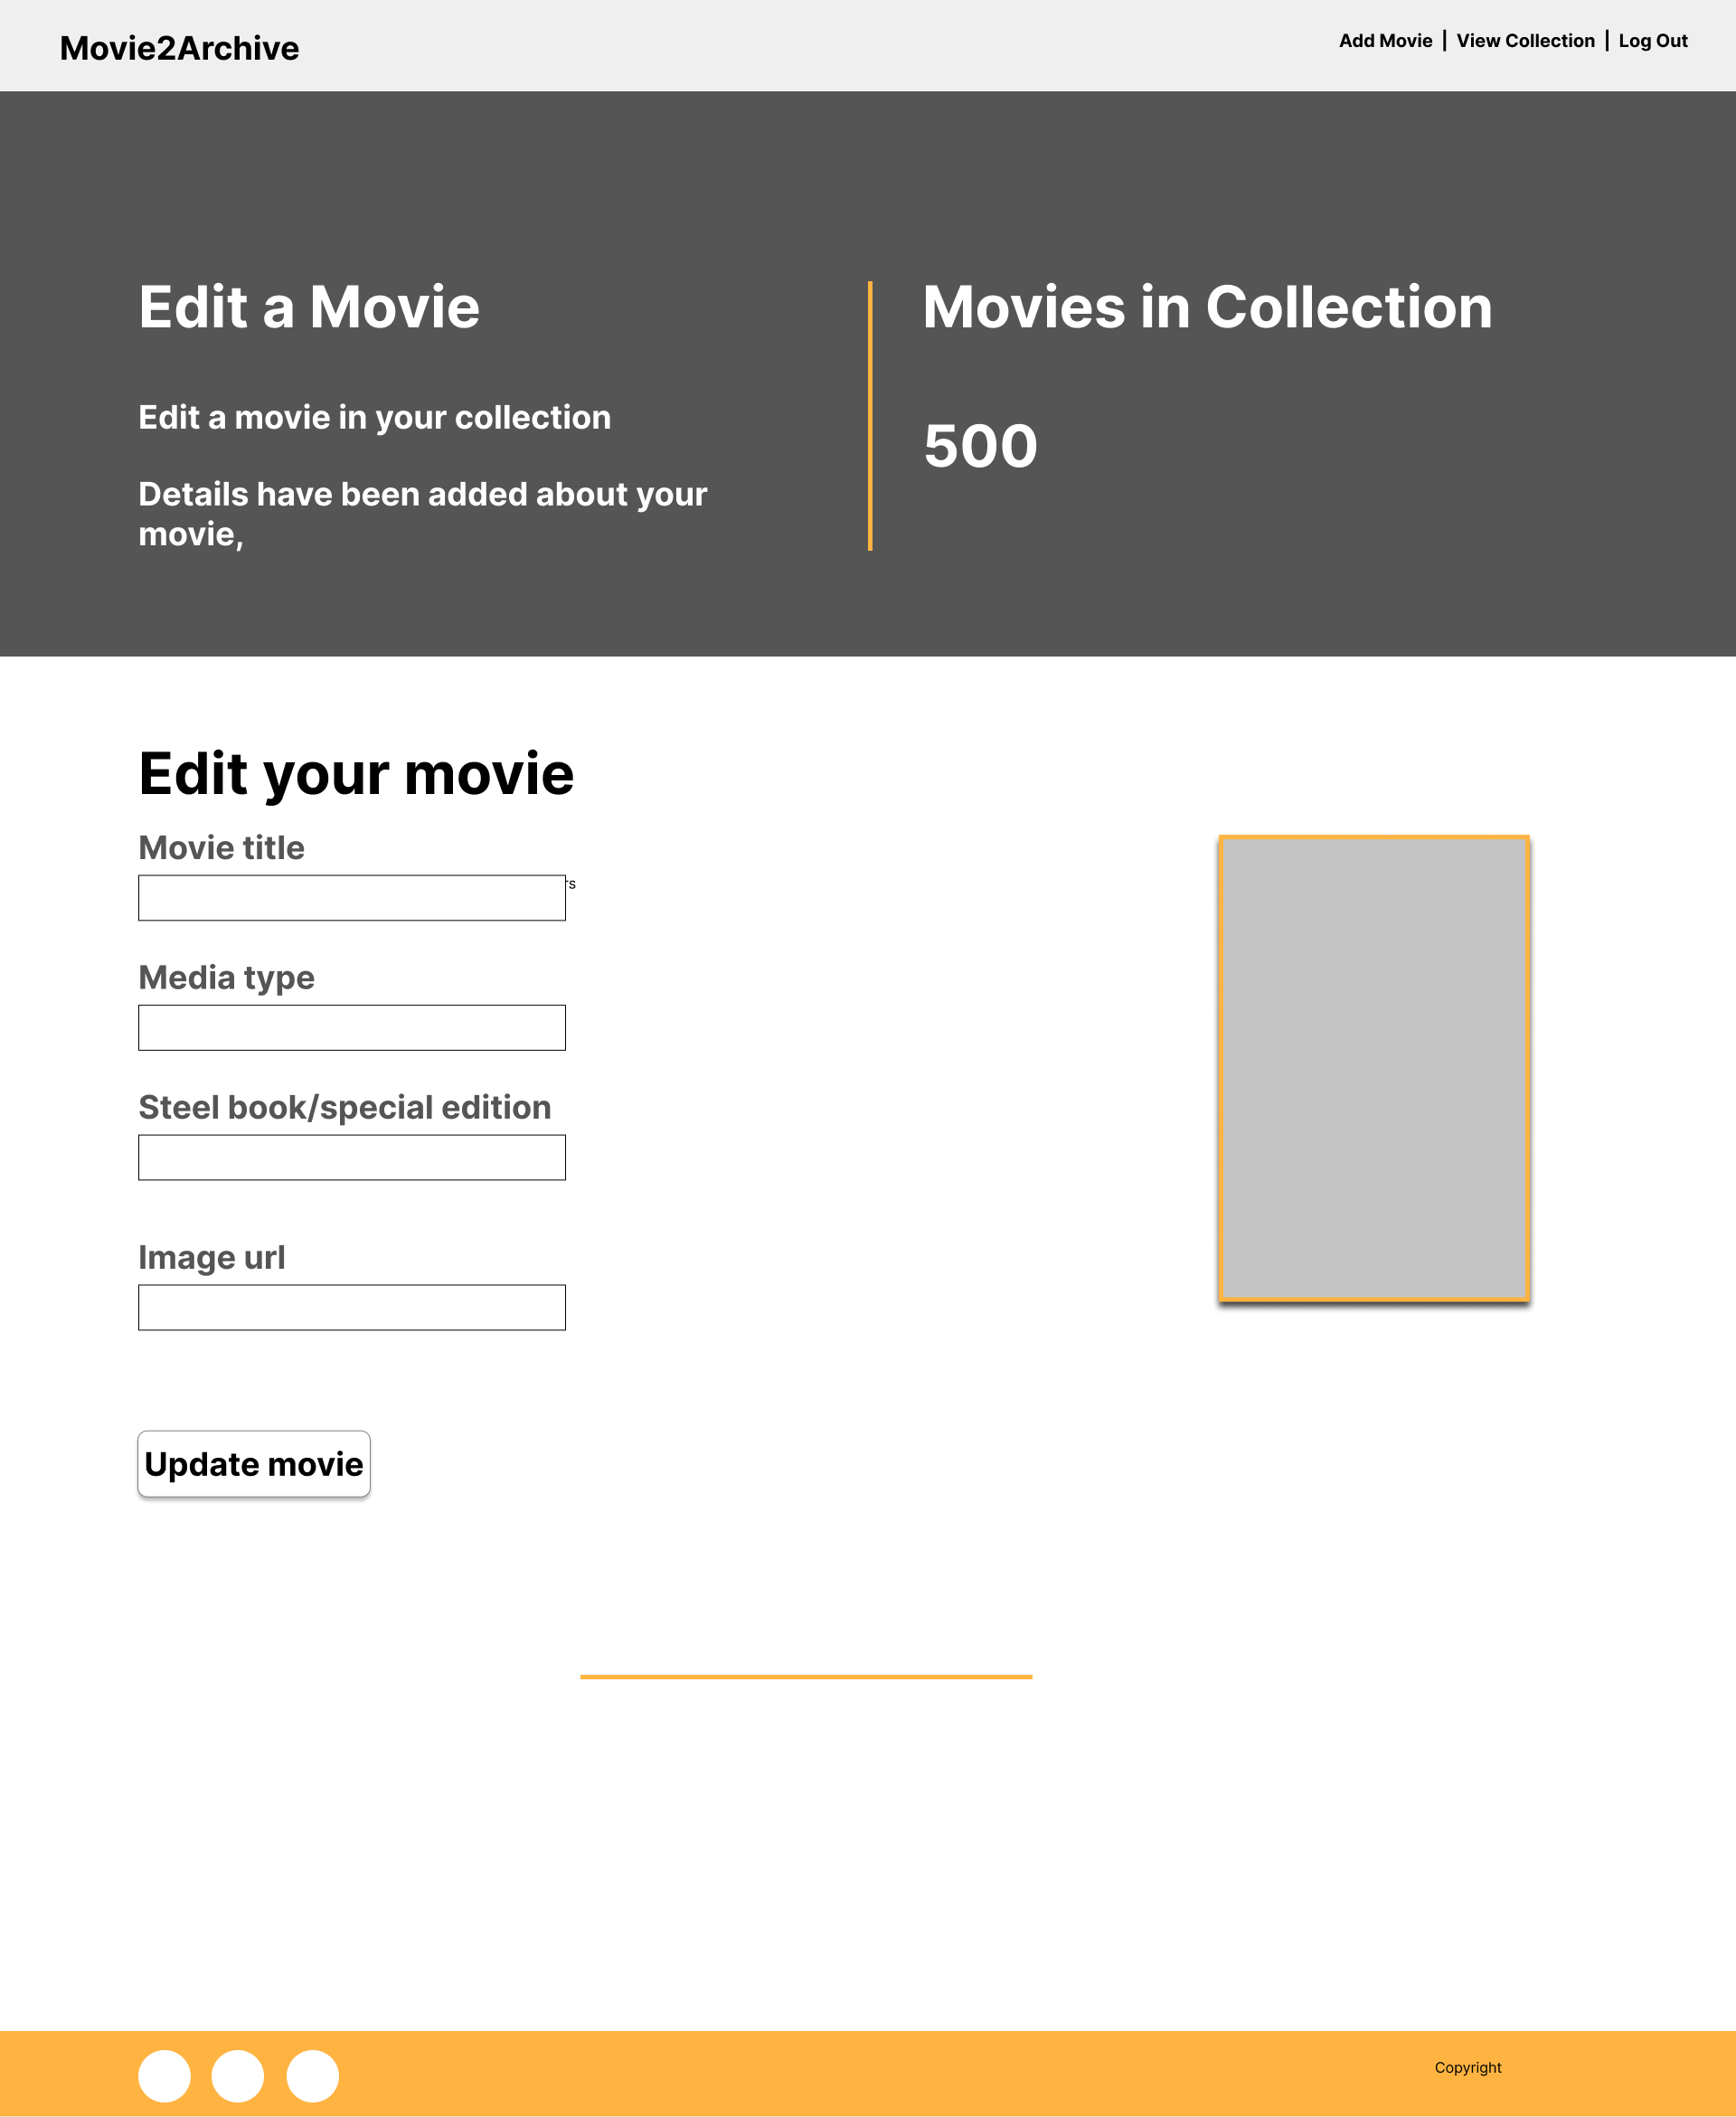 Movie2Archive
Add Movie | View Collection | Log Out
Edit a Movie
Edit a movie in your collection
Details have been added about your
movie,
Movies in Collection
500
Edit your movie
Movie title
Media type
Steel book/special edition
Image url
Update movie
Copyright